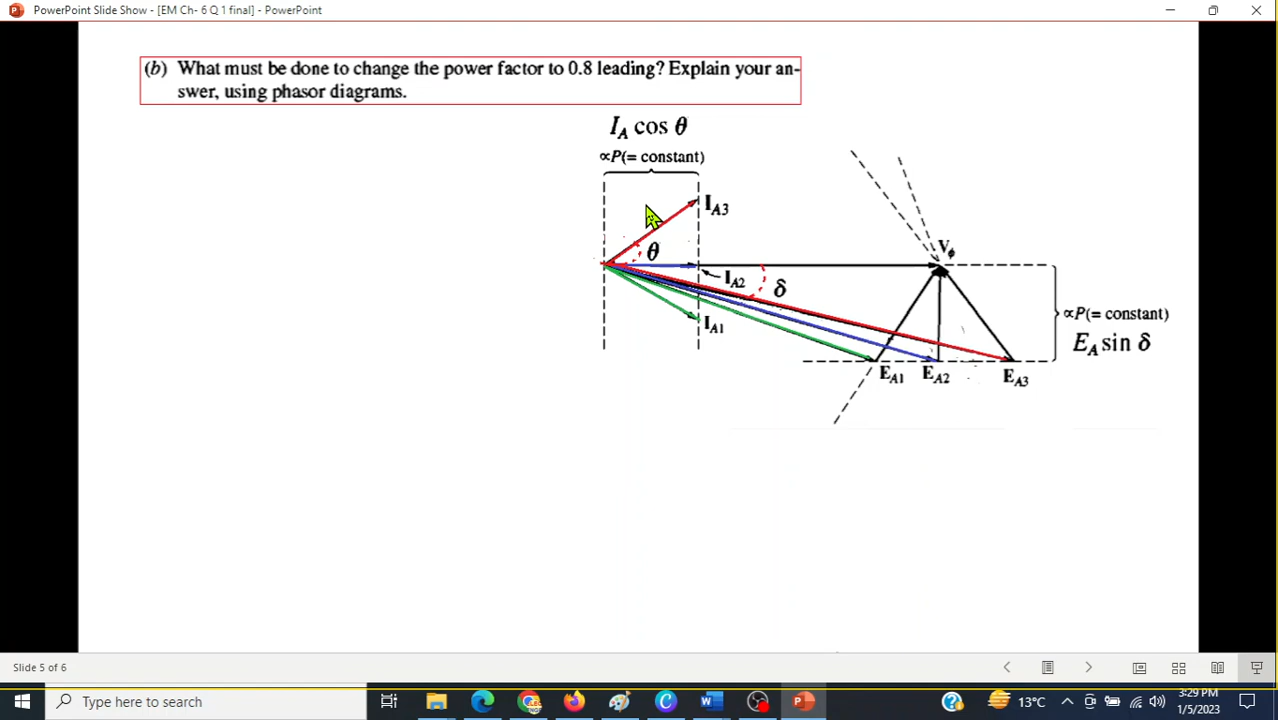 PowerPoint Slide Show - [EM Ch- 6 Q 1 final] - PowerPoint
(b) What must be done to change the power factor to 0.8 leading? Explain your an-
swer, using phasor diagrams.
I_A cos θ
∝P(= constant)
I_A3
θ
V_ϕ
I_A2
δ
I_A1
∝P(= constant)
E_A sin δ
E_A1
E_A2
E_A3
Slide 5 of 6
Type here to search
13°C
3:29 PM
1/5/2023